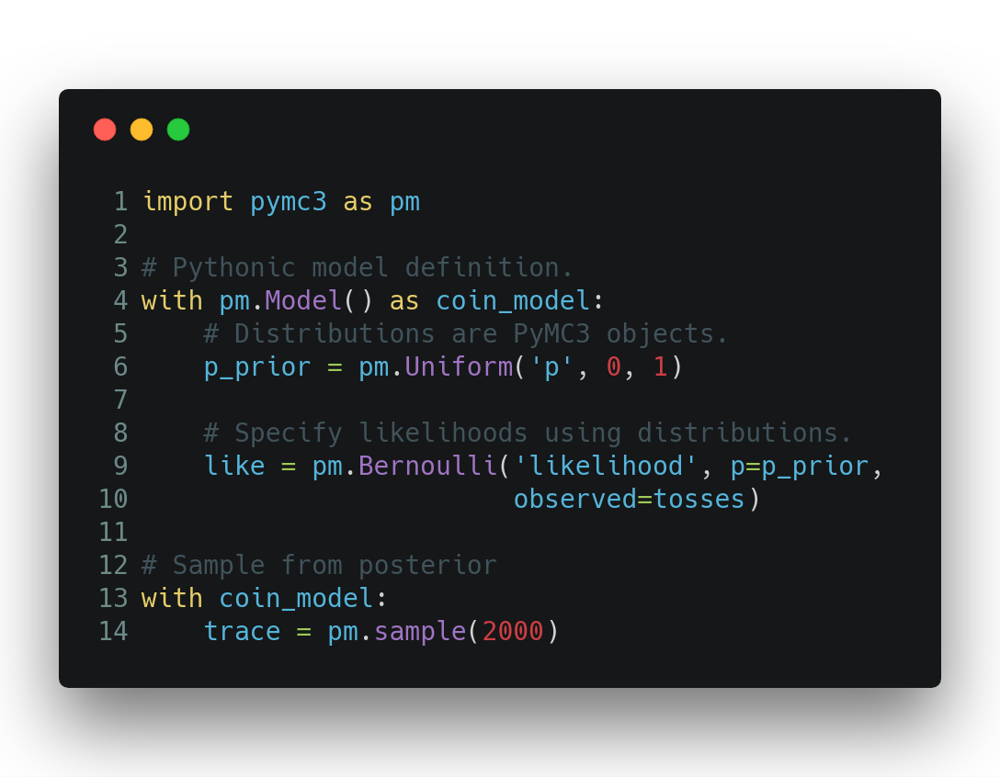 1 import pymc3 as pm
2
3 # Pythonic model definition.
4 with pm.Model() as coin_model:
5     # Distributions are PyMC3 objects.
6     p_prior = pm.Uniform('p', 0, 1)
7
8     # Specify likelihoods using distributions.
9     like = pm.Bernoulli('likelihood', p=p_prior,
10                         observed=tosses)
11
12 # Sample from posterior
13 with coin_model:
14     trace = pm.sample(2000)